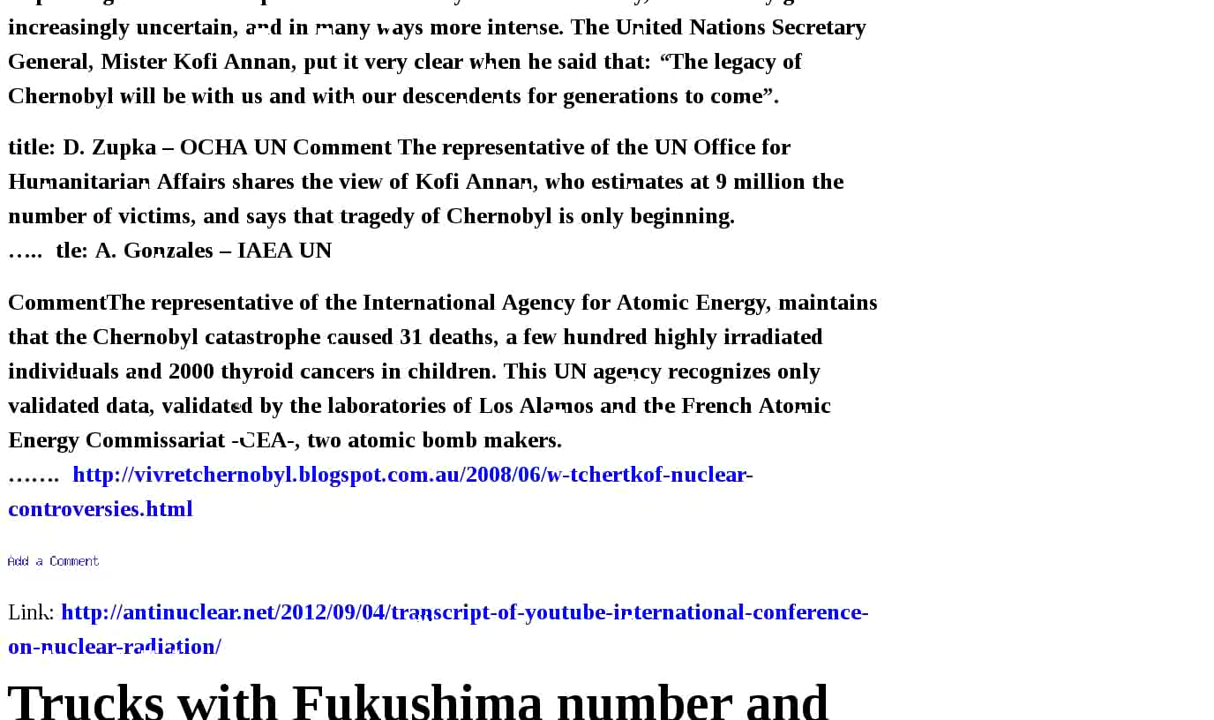 increasingly uncertain, and in many ways more intense. The United Nations Secretary
General, Mister Kofi Annan, put it very clear when he said that: “The legacy of
Chernobyl will be with us and with our descendents for generations to come”.
title: D. Zupka – OCHA UN Comment The representative of the UN Office for
Humanitarian Affairs shares the view of Kofi Annan, who estimates at 9 million the
number of victims, and says that tragedy of Chernobyl is only beginning.
….. tle: A. Gonzales – IAEA UN
CommentThe representative of the International Agency for Atomic Energy, maintains
that the Chernobyl catastrophe caused 31 deaths, a few hundred highly irradiated
individuals and 2000 thyroid cancers in children. This UN agency recognizes only
validated data, validated by the laboratories of Los Alamos and the French Atomic
Energy Commissariat -CEA-, two atomic bomb makers.
……. http://vivretchernobyl.blogspot.com.au/2008/06/w-tchertkof-nuclear-
controversies.html
Add a Comment
Link: http://antinuclear.net/2012/09/04/transcript-of-youtube-international-conference-
on-nuclear-radiation/
Trucks with Fukushima number and